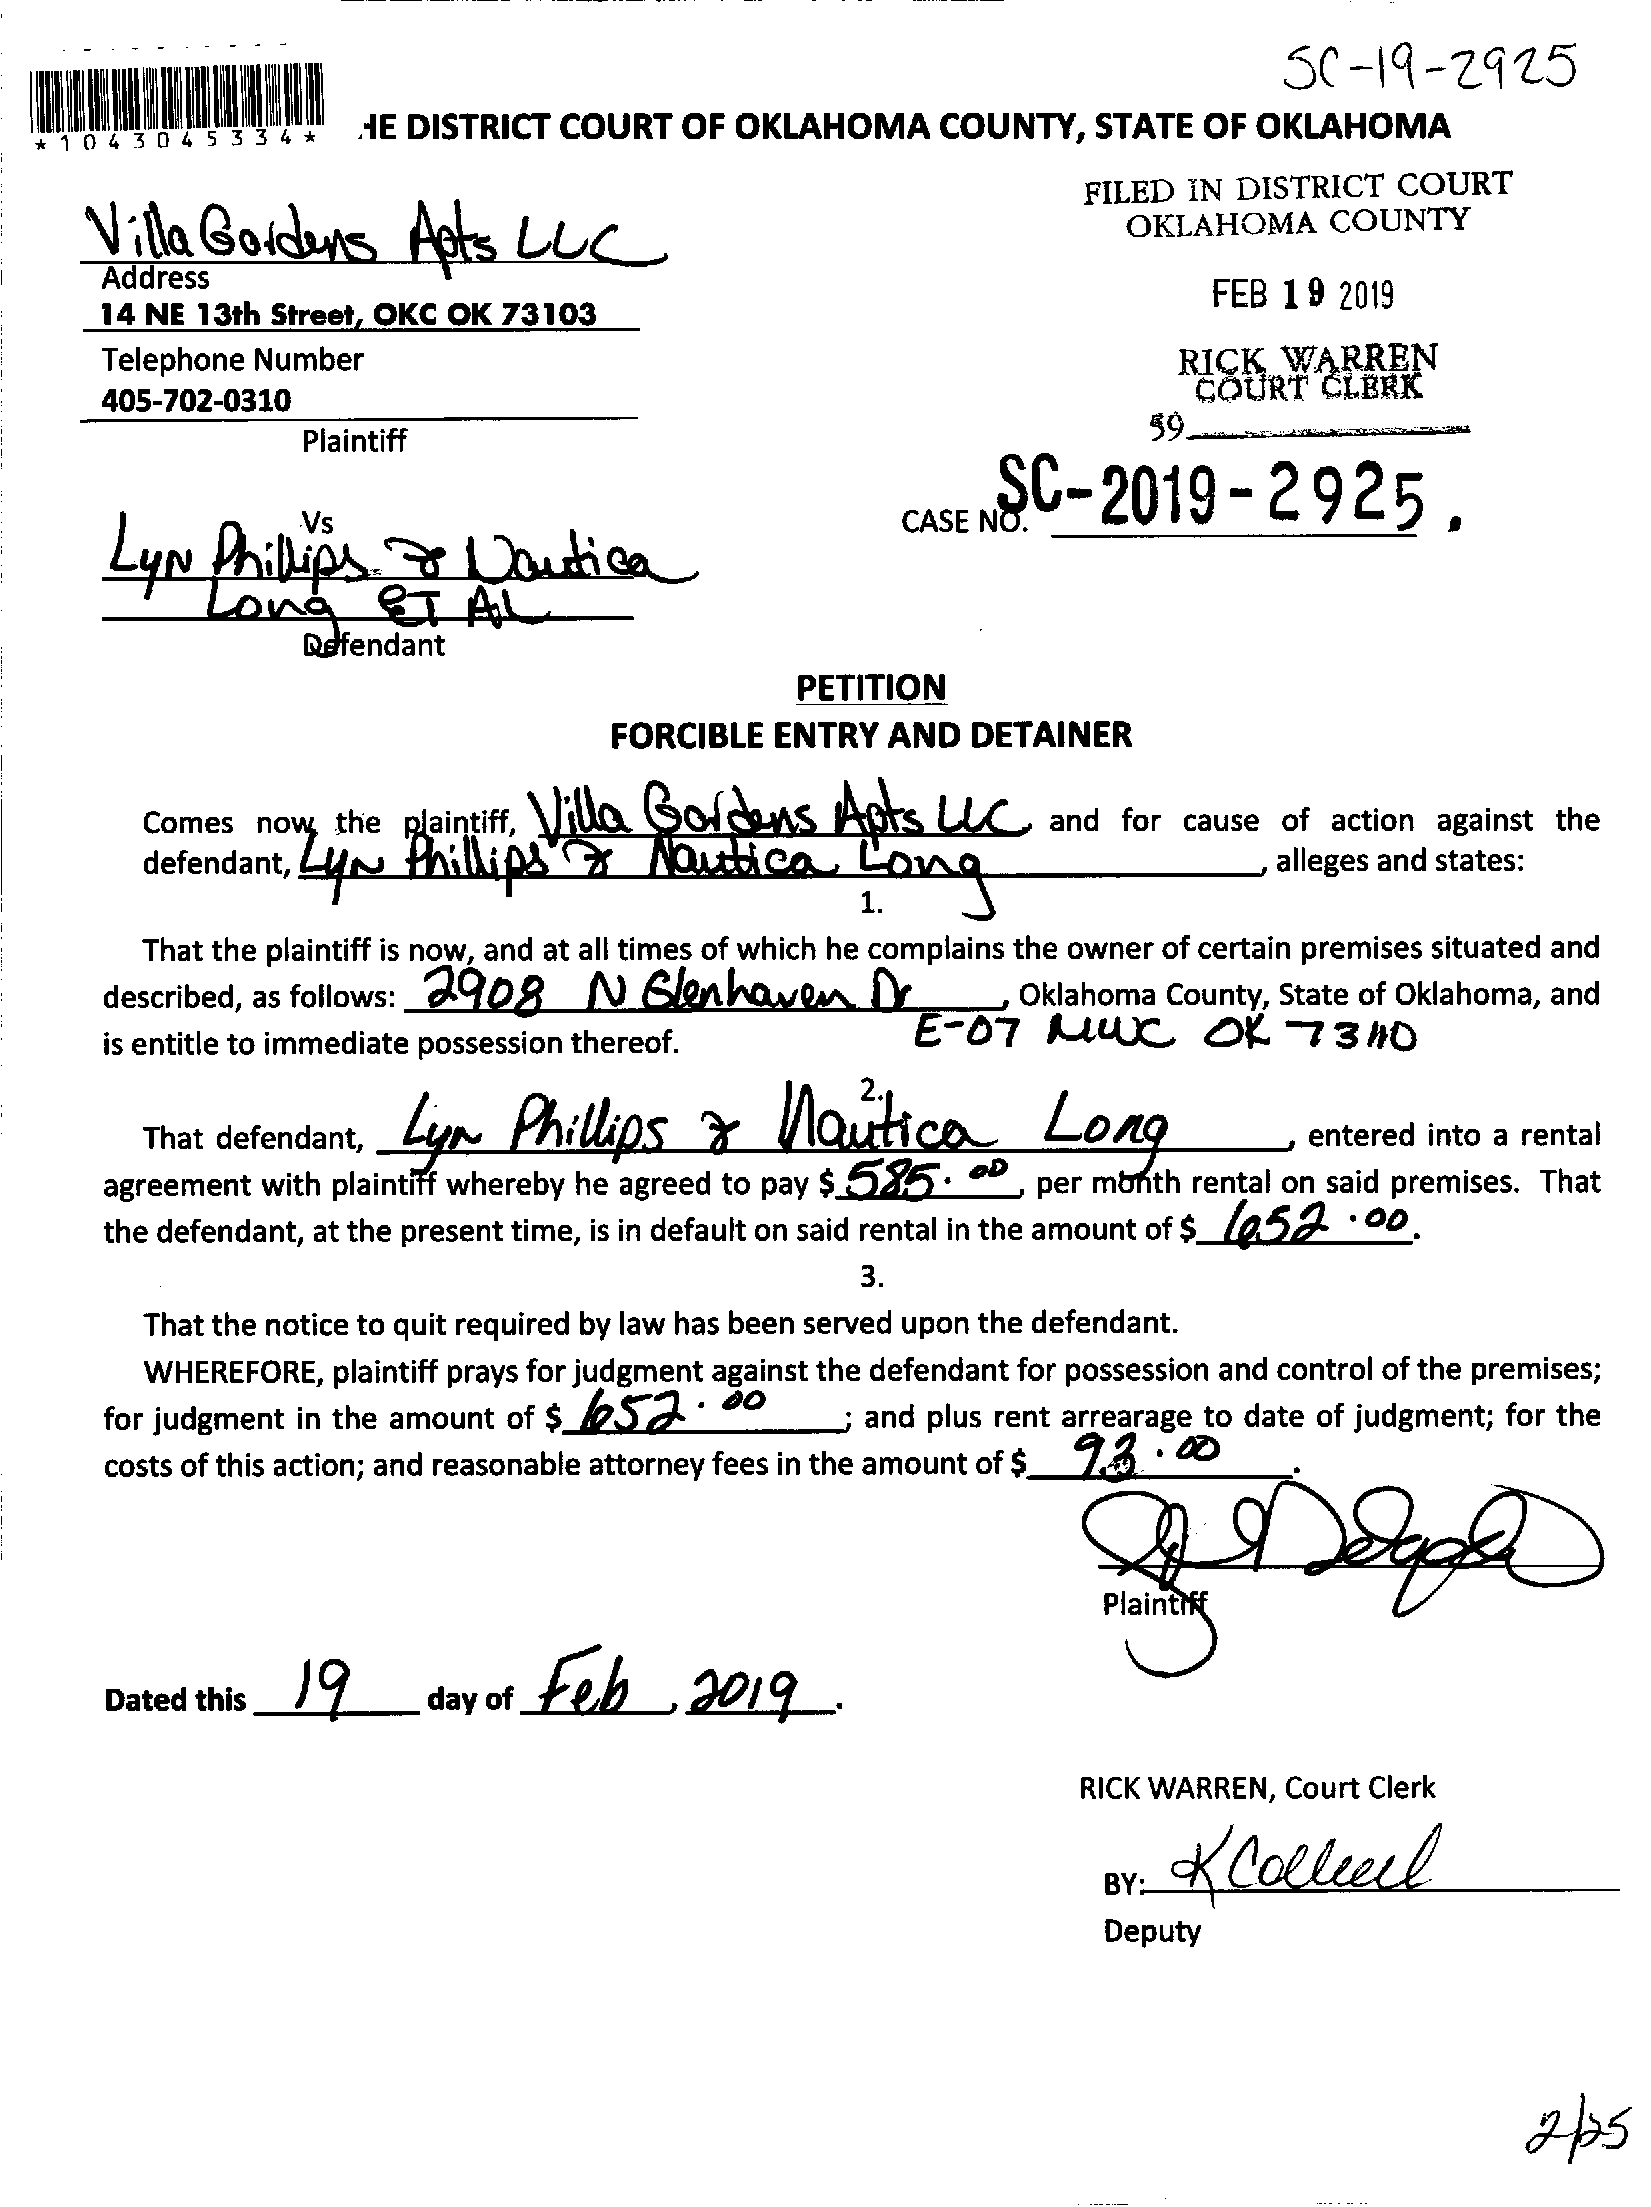 SC-19-2925
*1043045334*
HE DISTRICT COURT OF OKLAHOMA COUNTY, STATE OF OKLAHOMA
FILED IN DISTRICT COURT
OKLAHOMA COUNTY
FEB 19 2019
RICK WARREN
COURT CLERK
59
Villa Gardens Apts LLC
Address
14 NE 13th Street, OKC OK 73103
Telephone Number
405-702-0310
Plaintiff
Vs
CASE NO. SC-2019-2925.
Lyn Phillips & Nautica
Long ET AL
Defendant
PETITION
FORCIBLE ENTRY AND DETAINER
Comes now the plaintiff, Villa Gardens Apts LLC and for cause of action against the
defendant, Lyn Phillips & Nautica Long, alleges and states:
1.
That the plaintiff is now, and at all times of which he complains the owner of certain premises situated and
described, as follows: 2908 N Glenhaven Dr, Oklahoma County, State of Oklahoma, and
is entitle to immediate possession thereof. E-07 MWC OK 73110
2.
That defendant, Lyn Phillips & Nautica Long, entered into a rental
agreement with plaintiff whereby he agreed to pay $ 585.00, per month rental on said premises. That
the defendant, at the present time, is in default on said rental in the amount of $ 652.00.
3.
That the notice to quit required by law has been served upon the defendant.
WHEREFORE, plaintiff prays for judgment against the defendant for possession and control of the premises;
for judgment in the amount of $ 652.00; and plus rent arrearage to date of judgment; for the
costs of this action; and reasonable attorney fees in the amount of $ 93.00.
Plaintiff
Dated this 19 day of Feb, 2019.
RICK WARREN, Court Clerk
BY:
Deputy
2/25